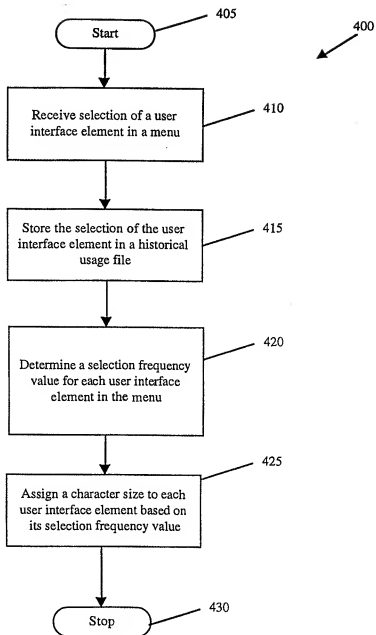 Start
405
400
Receive selection of a user
interface element in a menu
410
Store the selection of the user
interface element in a historical
usage file
415
Determine a selection frequency
value for each user interface
element in the menu
420
Assign a character size to each
user interface element based on
its selection frequency value
425
Stop
430